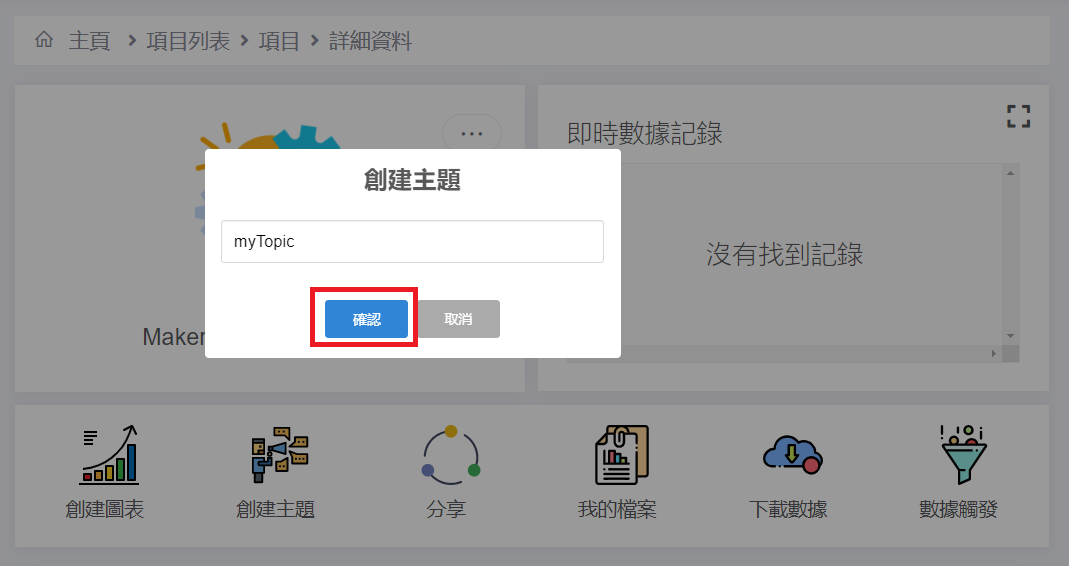 主頁 > 項目列表 > 項目 > 詳細資料
...
即時數據記錄
創建主題
myTopic
沒有找到記錄
確認 取消
Maker
創建圖表 創建主題 分享 我的檔案 下載數據 數據觸發